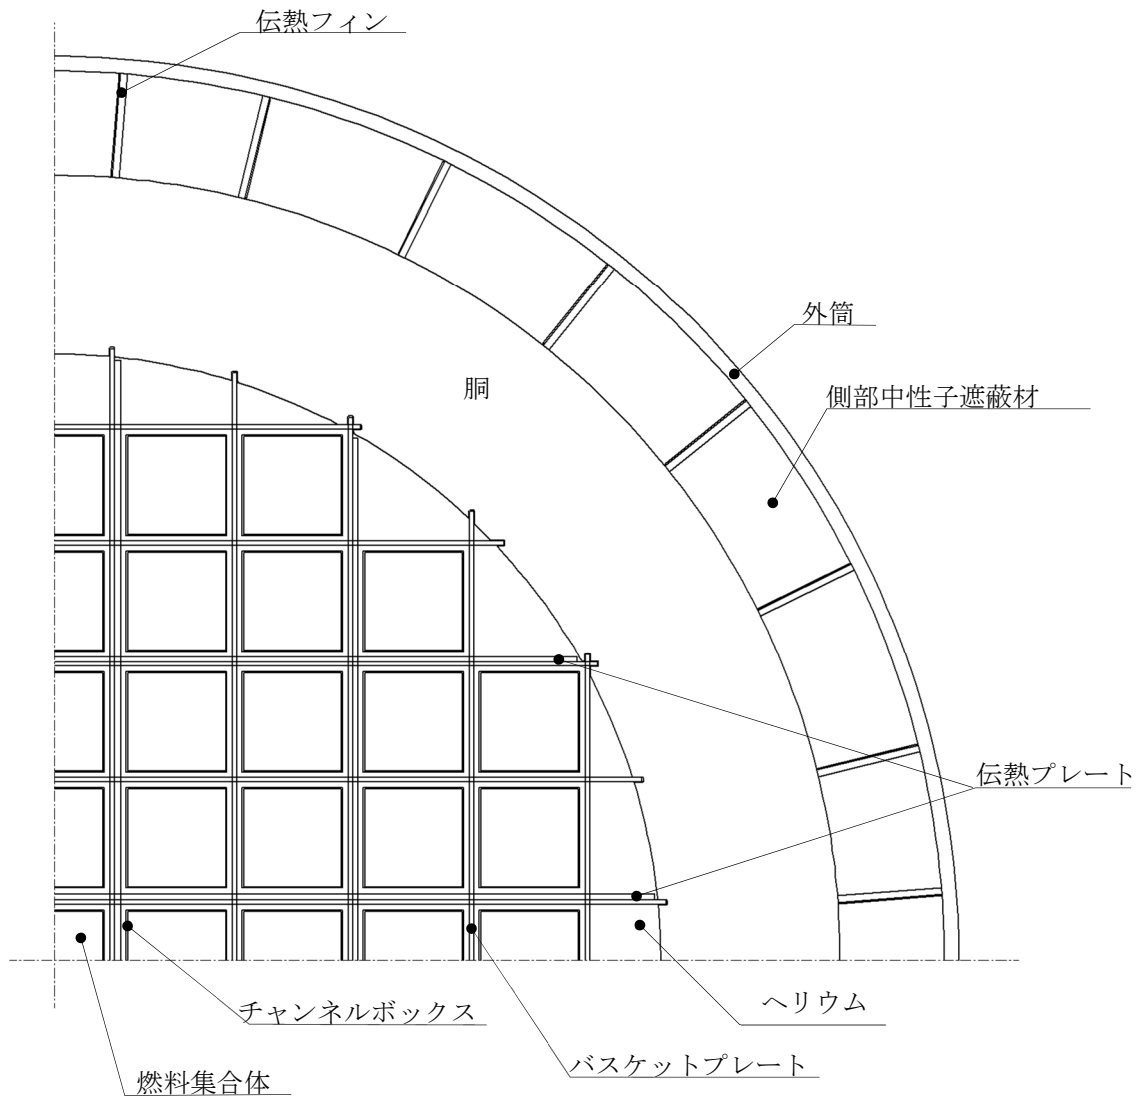 伝熱フィン
外筒
胴
側部中性子遮蔽材
伝熱プレート
チャンネルボックス
ヘリウム
バスケットプレート
燃料集合体